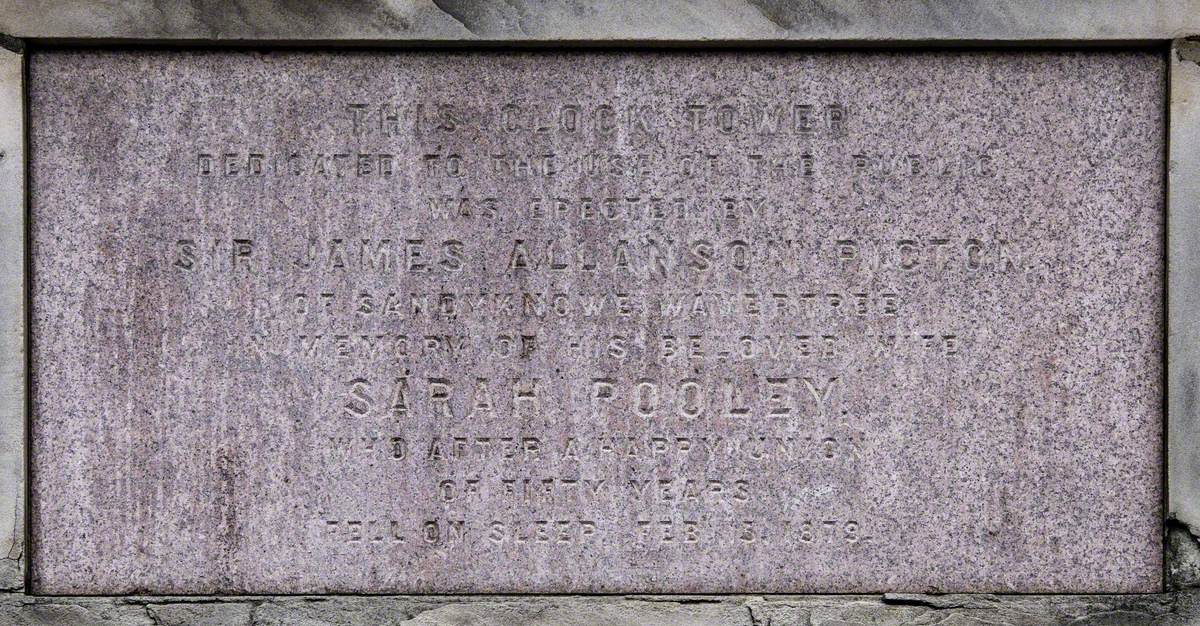 THIS CLOCK TOWER
DEDICATED TO THE USE OF THE PUBLIC
WAS ERECTED BY
SIR JAMES ALLANSON PICTON
OF SANDYKNOWE, WAVERTREE
IN MEMORY OF HIS BELOVED WIFE
SARAH POOLEY,
WHO AFTER A HAPPY UNION
OF FIFTY YEARS
FELL ON SLEEP, FEB. 13. 1879.